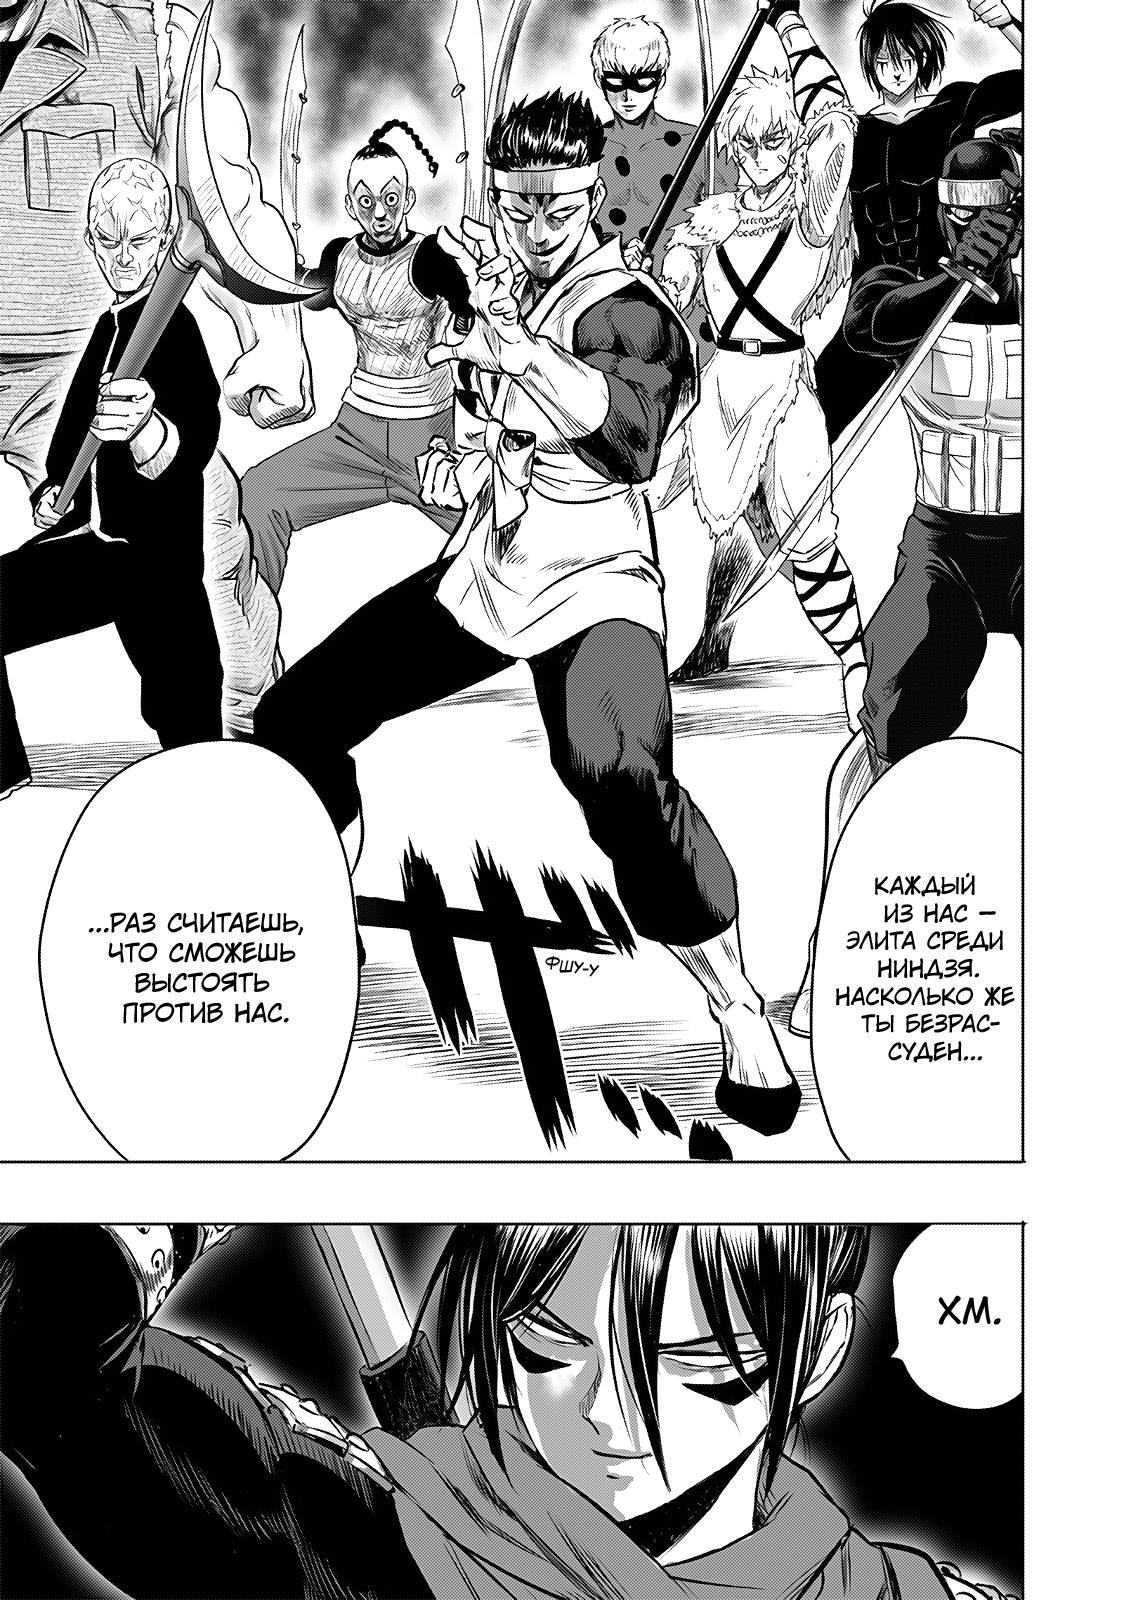 КАЖДЫЙ
ИЗ НАС –
ЭЛИТА СРЕДИ
НИНДЗЯ.
НАСКОЛЬКО ЖЕ
ТЫ БЕЗРАС-
СУДЕН...
...РАЗ СЧИТАЕШЬ,
ЧТО СМОЖЕШЬ
ВЫСТОЯТЬ
ПРОТИВ НАС.
ФШУ-У
ХМ.